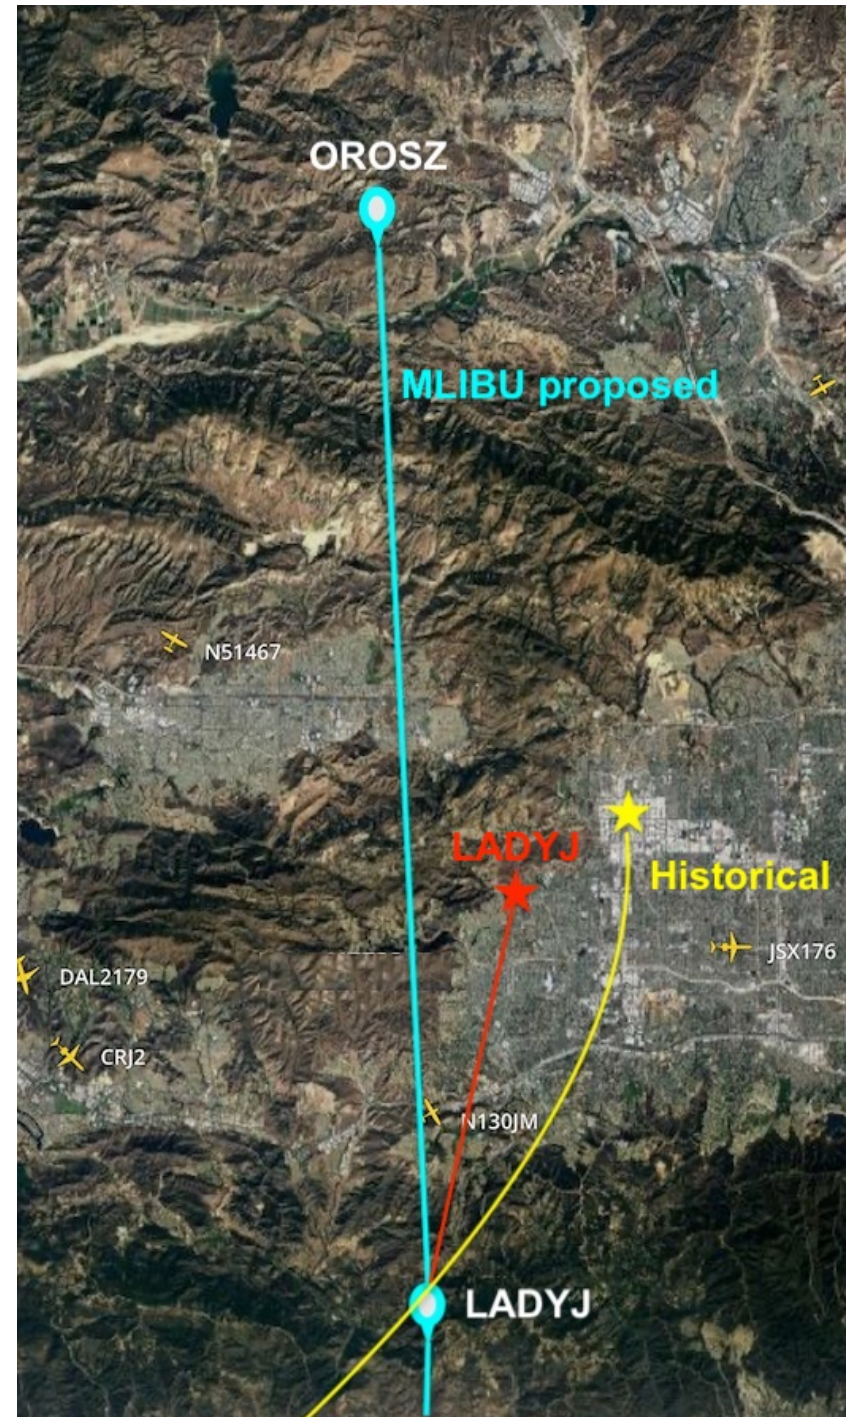 OROSZ
MLIBU proposed
N51467
LADYJ
Historical
JSX176
DAL2179
CRJ2
N130JM
LADYJ